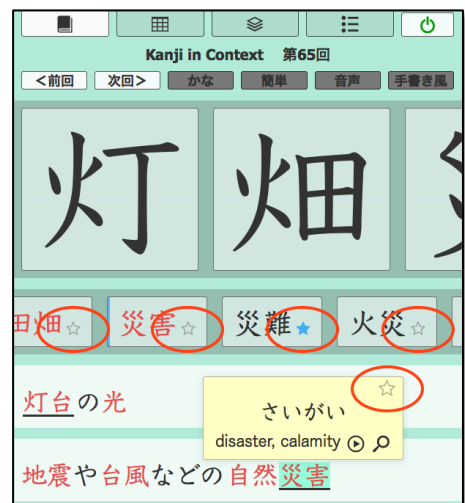 Kanji in Context 第65回
<前回 次回> かな 簡単 音声 手書き風
灯 畑
田畑 災害 災難 火災
灯台の光
さいがい
disaster, calamity
地震や台風などの自然災害